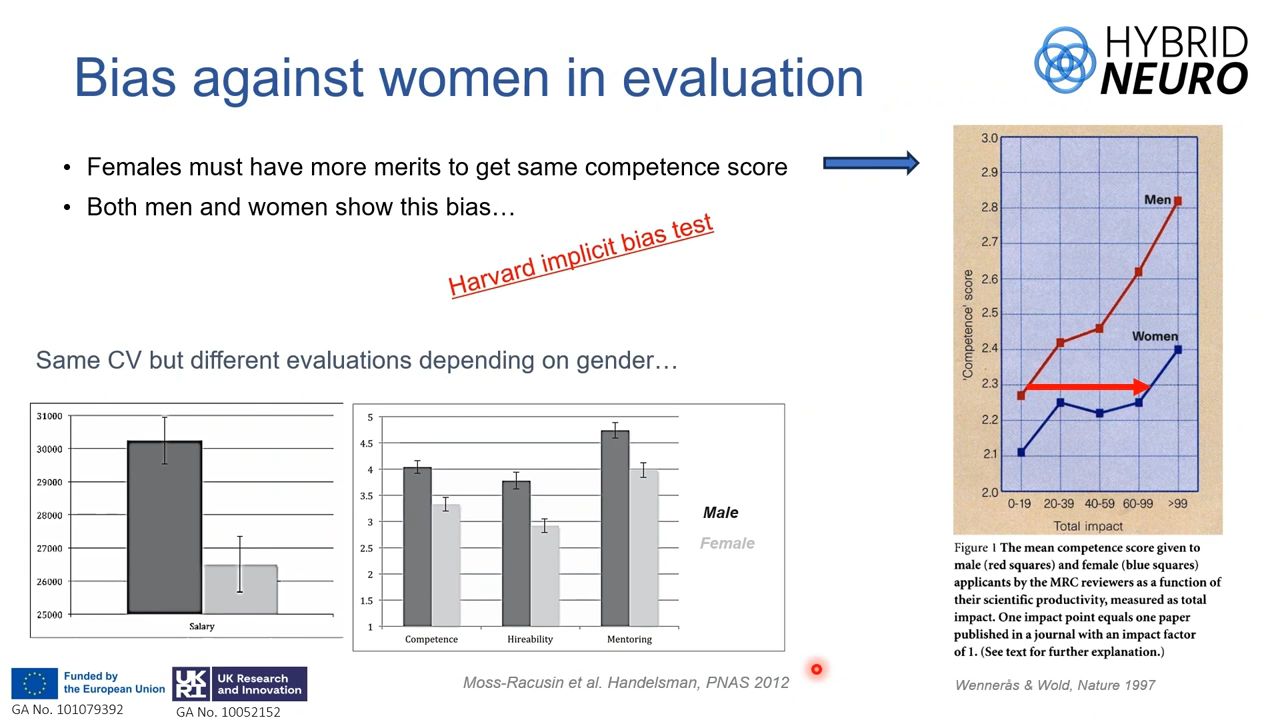 Bias against women in evaluation
HYBRID
NEURO
• Females must have more merits to get same competence score
• Both men and women show this bias…
Harvard implicit bias test
Same CV but different evaluations depending on gender…
31000
30000
29000
28000
27000
26000
25000
Salary
5
4.5
4
3.5
3
2.5
2
1.5
1
Competence
Hireability
Mentoring
Male
Female
3.0
2.9
2.8
2.7
2.6
2.5
2.4
2.3
2.2
2.1
2.0
'Competence' score
Men
Women
0-19 20-39 40-59 60-99 >99
Total impact
Figure 1 The mean competence score given to
male (red squares) and female (blue squares)
applicants by the MRC reviewers as a function of
their scientific productivity, measured as total
impact. One impact point equals one paper
published in a journal with an impact factor
of 1. (See text for further explanation.)
Funded by
the European Union
GA No. 101079392
UK
RI
UK Research
and Innovation
GA No. 10052152
Moss-Racusin et al. Handelsman, PNAS 2012
Wennerås & Wold, Nature 1997